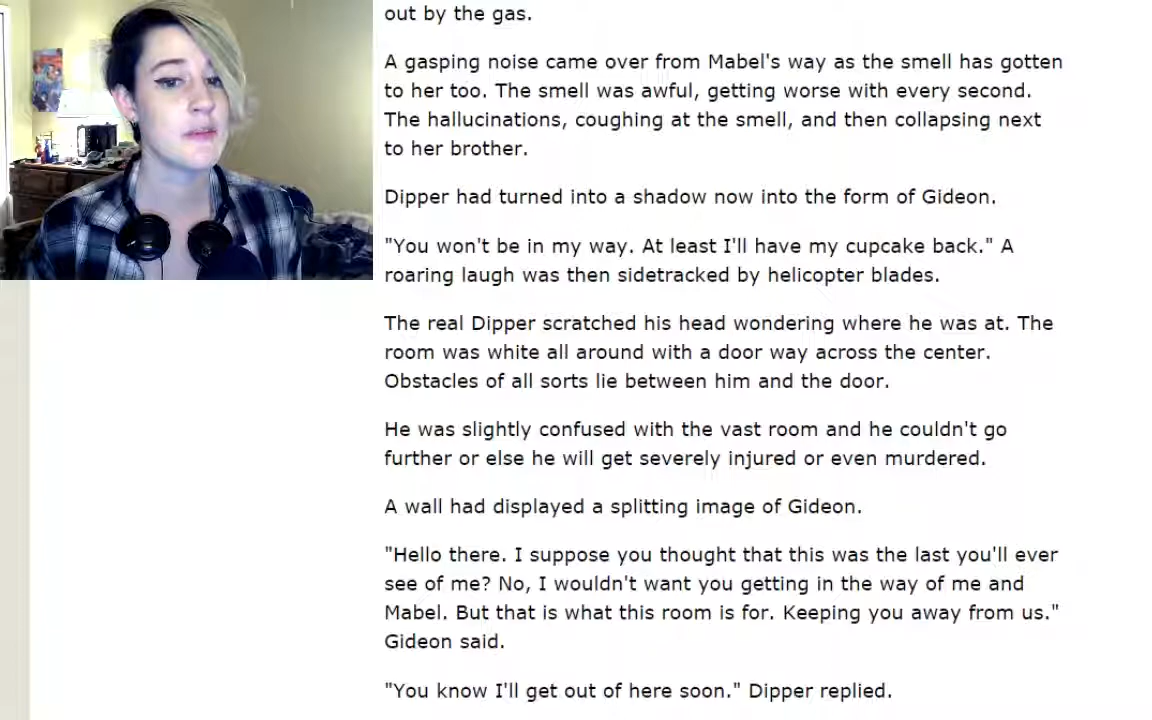 out by the gas.
A gasping noise came over from Mabel's way as the smell has gotten
to her too. The smell was awful, getting worse with every second.
The hallucinations, coughing at the smell, and then collapsing next
to her brother.
Dipper had turned into a shadow now into the form of Gideon.
"You won't be in my way. At least I'll have my cupcake back." A
roaring laugh was then sidetracked by helicopter blades.
The real Dipper scratched his head wondering where he was at. The
room was white all around with a door way across the center.
Obstacles of all sorts lie between him and the door.
He was slightly confused with the vast room and he couldn't go
further or else he will get severely injured or even murdered.
A wall had displayed a splitting image of Gideon.
"Hello there. I suppose you thought that this was the last you'll ever
see of me? No, I wouldn't want you getting in the way of me and
Mabel. But that is what this room is for. Keeping you away from us."
Gideon said.
"You know I'll get out of here soon." Dipper replied.